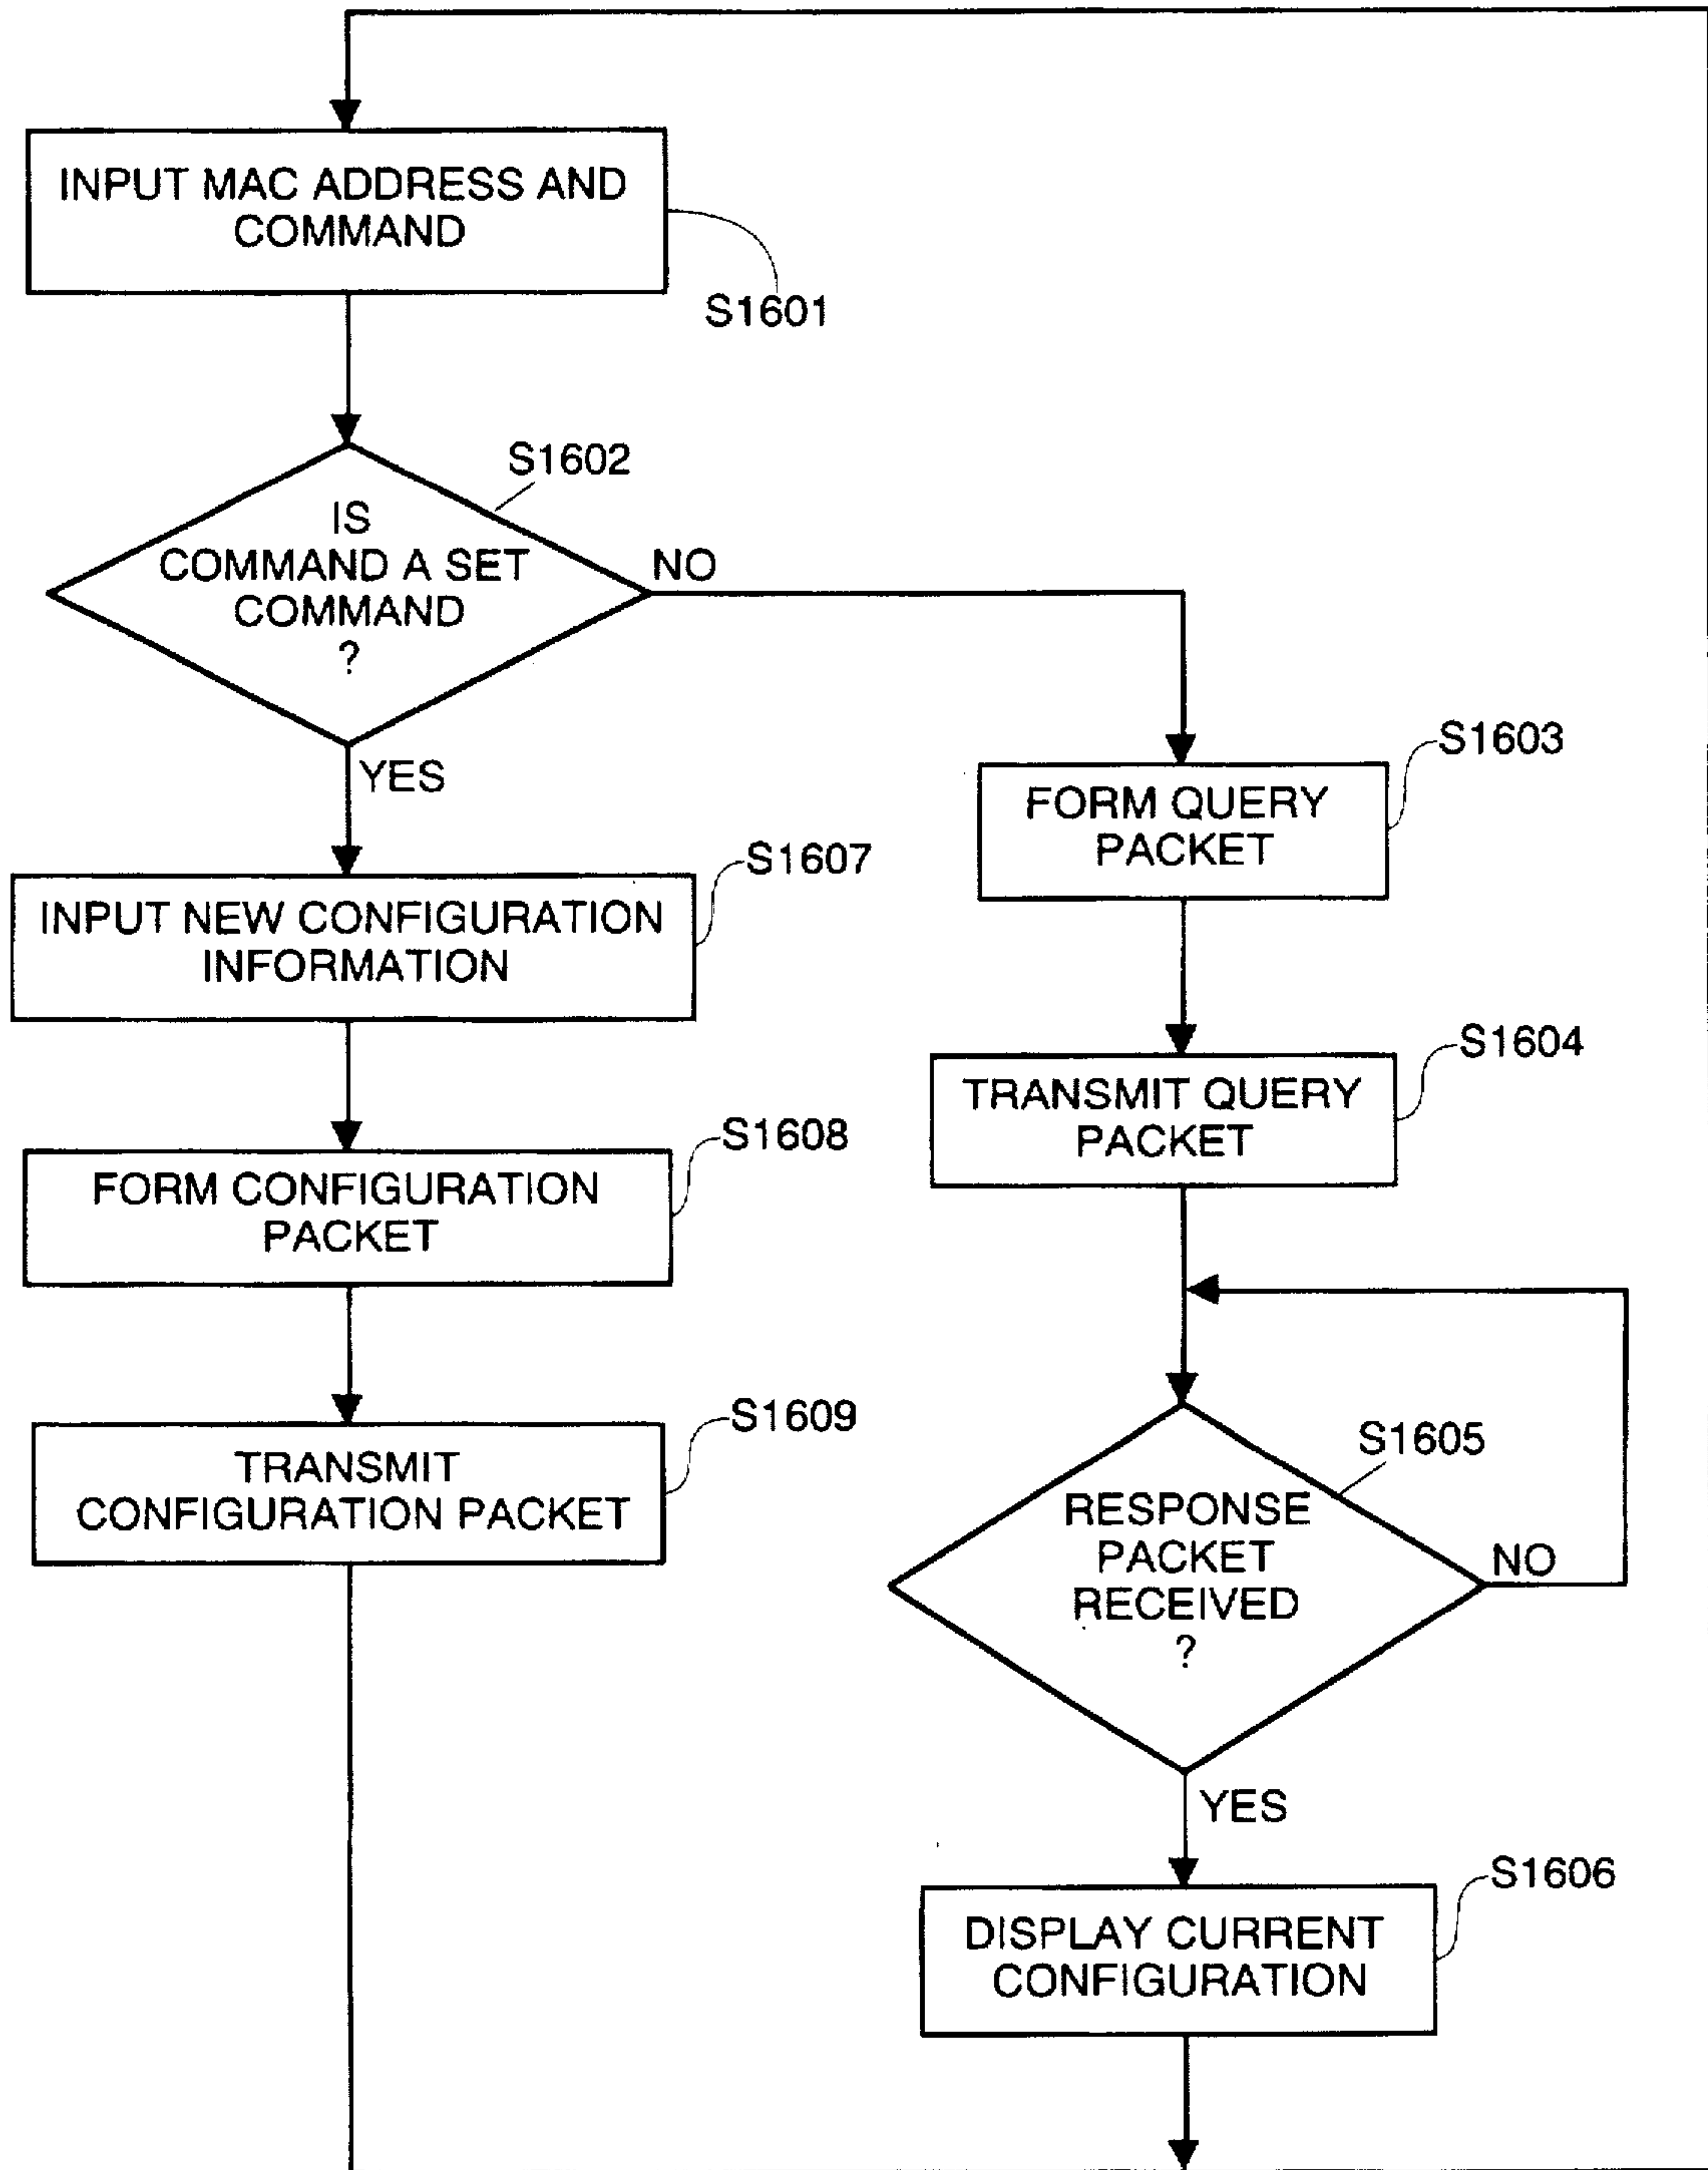 INPUT MAC ADDRESS AND
COMMAND
S1601
S1602
IS
COMMAND A SET
COMMAND
?
NO
YES
S1603
FORM QUERY
PACKET
S1607
INPUT NEW CONFIGURATION
INFORMATION
S1604
TRANSMIT QUERY
PACKET
S1608
FORM CONFIGURATION
PACKET
S1609
TRANSMIT
CONFIGURATION PACKET
S1605
RESPONSE
PACKET
RECEIVED
?
NO
YES
S1606
DISPLAY CURRENT
CONFIGURATION